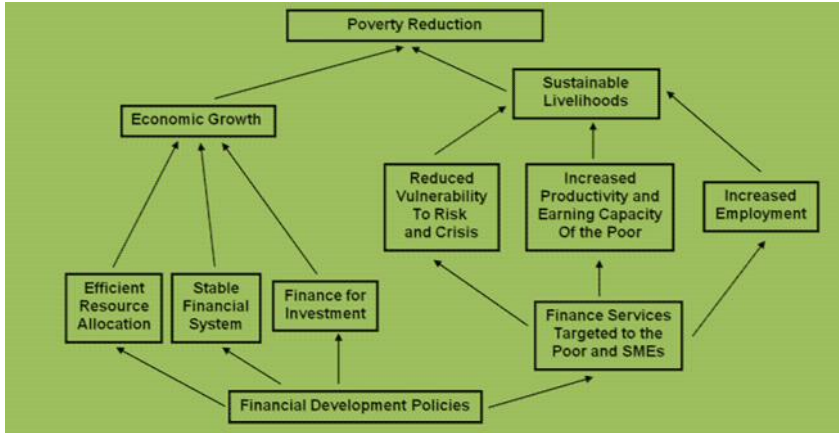 Poverty Reduction
Sustainable
Livelihoods
Economic Growth
Reduced
Vulnerability
To Risk
and Crisis
Increased
Productivity and
Earning Capacity
Of the Poor
Increased
Employment
Efficient
Resource
Allocation
Stable
Financial
System
Finance for
Investment
Finance Services
Targeted to the
Poor and SMEs
Financial Development Policies